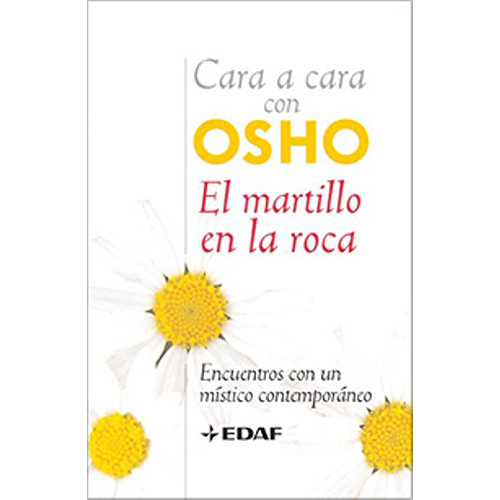 Cara a cara
con
OSHO
El martillo
en la roca
Encuentros con un
místico contemporáneo
EDAF